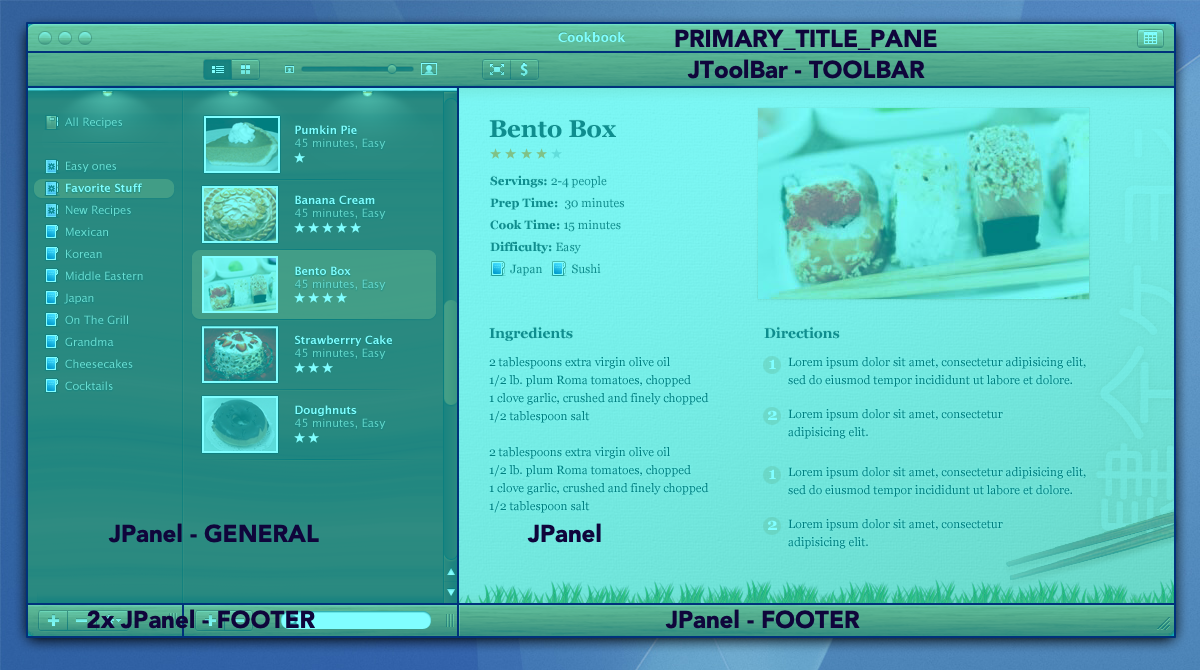 Cookbook
PRIMARY_TITLE_PANE
$
JToolBar - TOOLBAR
All Recipes
Easy ones
Favorite Stuff
New Recipes
Mexican
Korean
Middle Eastern
Japan
On The Grill
Grandma
Cheesecakes
Cocktails
Pumkin Pie
45 minutes, Easy
★
Banana Cream
45 minutes, Easy
★★★★★
Bento Box
45 minutes, Easy
★★★★
Strawberrry Cake
45 minutes, Easy
★★★
Doughnuts
45 minutes, Easy
★★
JPanel - GENERAL
Bento Box
★★★★★
Servings: 2-4 people
Prep Time: 30 minutes
Cook Time: 15 minutes
Difficulty: Easy
Japan Sushi
Ingredients
2 tablespoons extra virgin olive oil
1/2 lb. plum Roma tomatoes, chopped
1 clove garlic, crushed and finely chopped
1/2 tablespoon salt
2 tablespoons extra virgin olive oil
1/2 lb. plum Roma tomatoes, chopped
1 clove garlic, crushed and finely chopped
1/2 tablespoon salt
Directions
1 Lorem ipsum dolor sit amet, consectetur adipisicing elit,
sed do eiusmod tempor incididunt ut labore et dolore.
2 Lorem ipsum dolor sit amet, consectetur
adipisicing elit.
1 Lorem ipsum dolor sit amet, consectetur adipisicing elit,
sed do eiusmod tempor incididunt ut labore et dolore.
2 Lorem ipsum dolor sit amet, consectetur
adipisicing elit.
JPanel
2x JPanel - FOOTER
JPanel - FOOTER